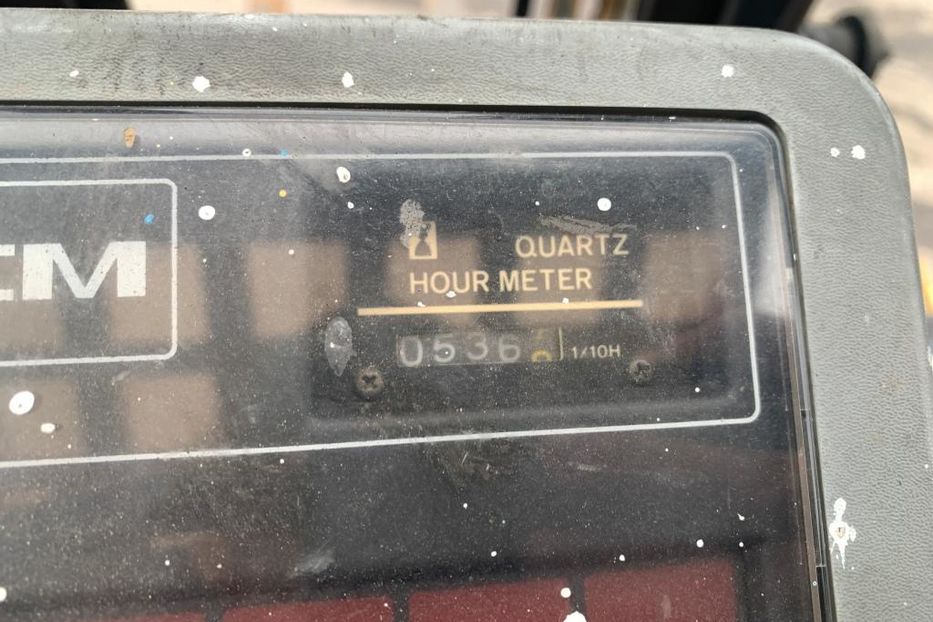 QUARTZ
HOUR METER
0536 1/10H